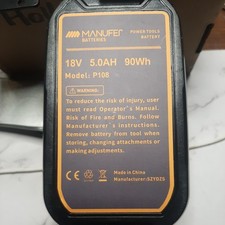 MANUFER
BATTERIES
POWER TOOLS
BATTERY
18V 5.0AH 90Wh
Model: P108
WARNING
To reduce the risk of injury, user
must read Operator's Manual.
Risk of Fire and Burns. Follow
Manufacturer's Instructions.
Remove battery from tool when
storing, changing attachments or
making adjustments.
Made in China
Manufacturer:SZYDZS